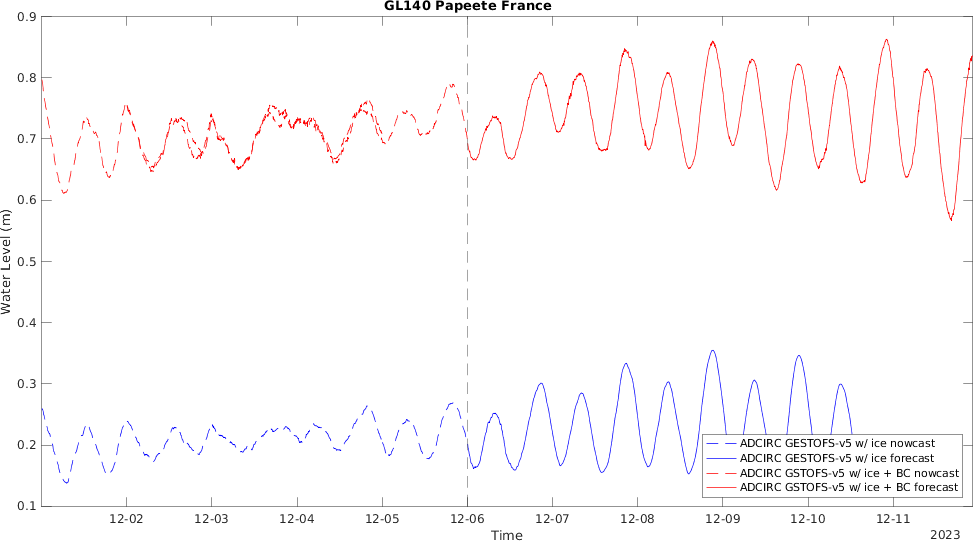 GL140 Papeete France
0.9
0.8
0.7
0.6
0.5
0.4
0.3
0.2
0.1
Water Level (m)
ADCIRC GESTOFS-v5 w/ ice nowcast
ADCIRC GESTOFS-v5 w/ ice forecast
ADCIRC GSTOFS-v5 w/ ice + BC nowcast
ADCIRC GSTOFS-v5 w/ ice + BC forecast
12-02 12-03 12-04 12-05 12-06 12-07 12-08 12-09 12-10 12-11
Time
2023